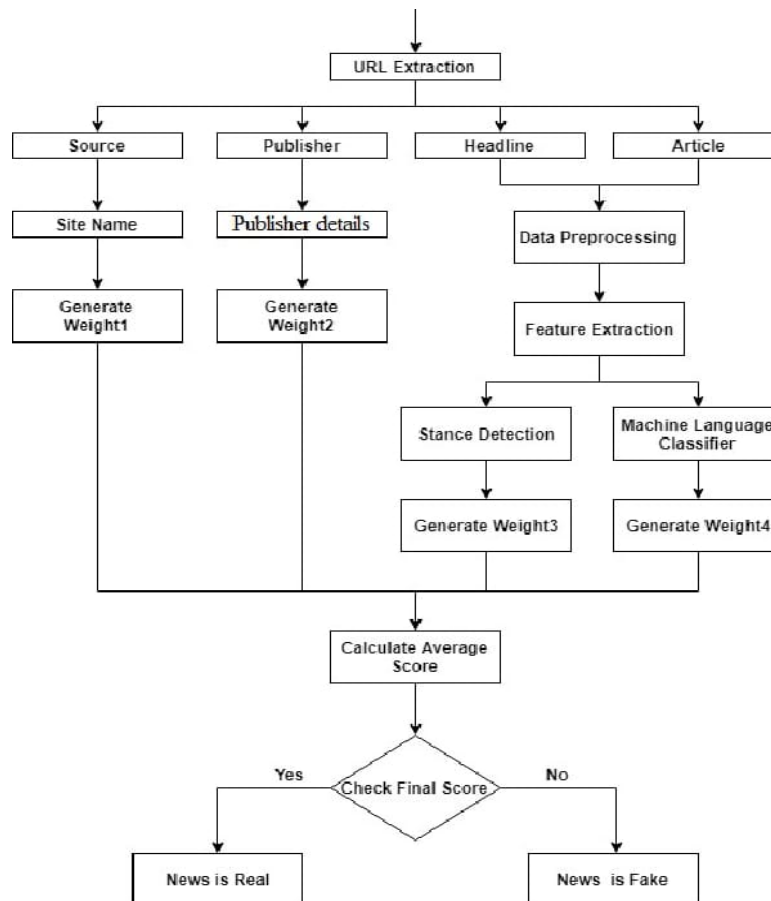 URL Extraction
Source
Publisher
Headline
Article
Site Name
Publisher details
Data Preprocessing
Generate
Weight1
Generate
Weight2
Feature Extraction
Stance Detection
Machine Language
Classifier
Generate Weight3
Generate Weight4
Calculate Average
Score
Yes
Check Final Score
No
News is Real
News is Fake